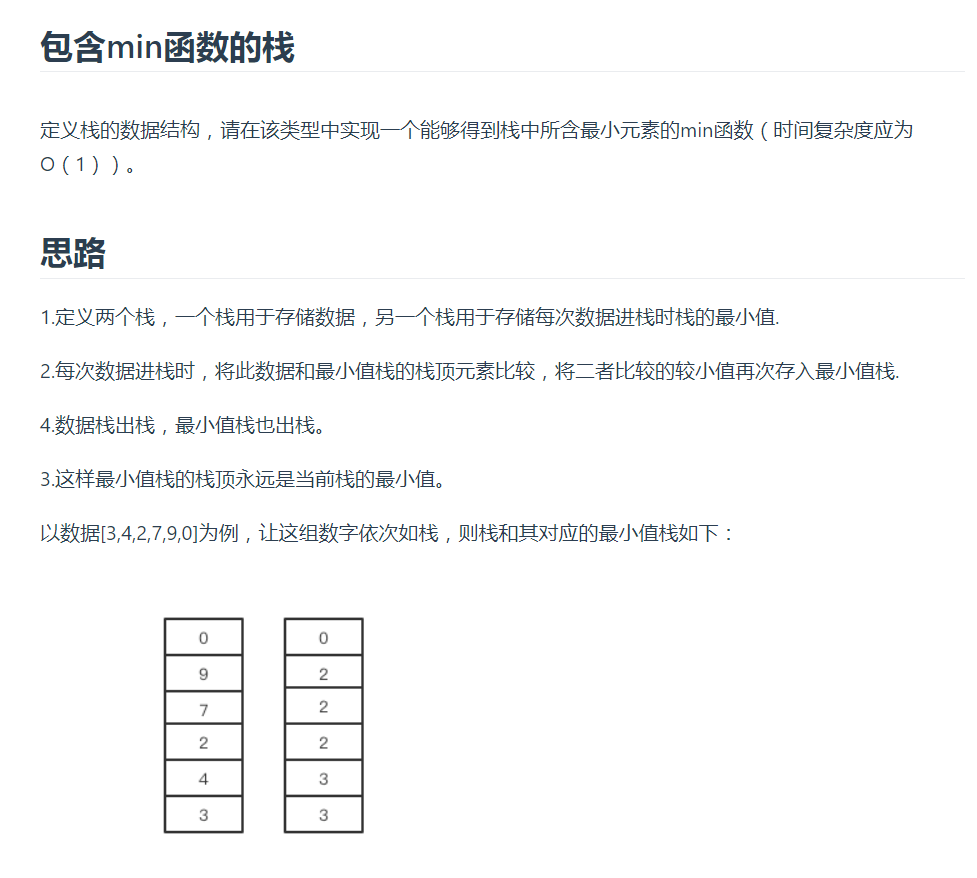 包含min函数的栈
定义栈的数据结构，请在该类型中实现一个能够得到栈中所含最小元素的min函数（时间复杂度应为
O（1））。
思路
1.定义两个栈，一个栈用于存储数据，另一个栈用于存储每次数据进栈时栈的最小值.
2.每次数据进栈时，将此数据和最小值栈的栈顶元素比较，将二者比较的较小值再次存入最小值栈.
4.数据栈出栈，最小值栈也出栈。
3.这样最小值栈的栈顶永远是当前栈的最小值。
以数据[3,4,2,7,9,0]为例，让这组数字依次如栈，则栈和其对应的最小值栈如下：
0 0
9 2
7 2
2 2
4 3
3 3